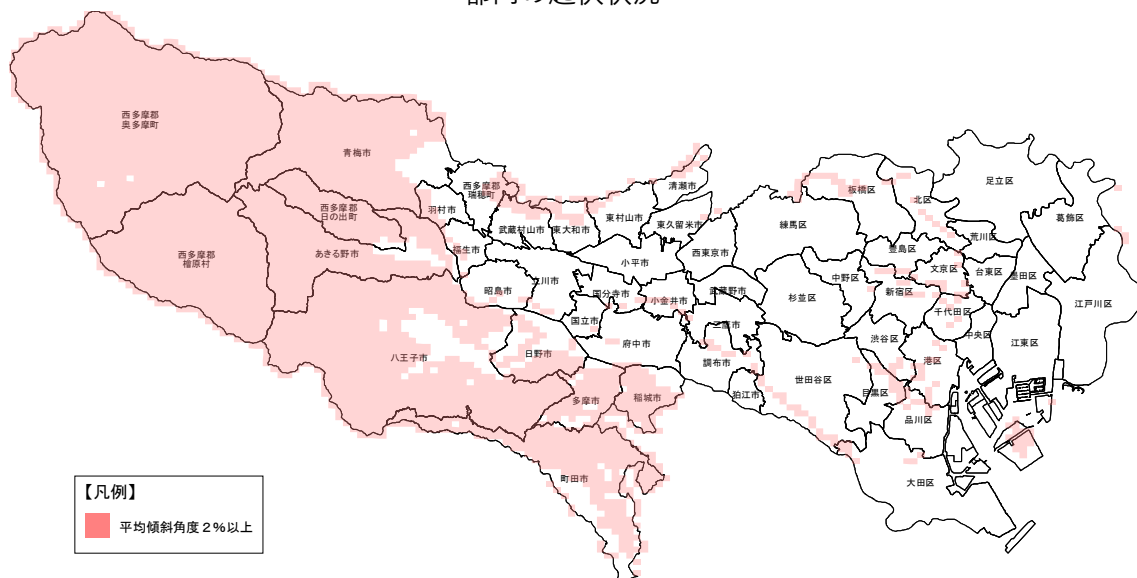 都内の起伏状況
西多摩郡
奥多摩町
青梅市
西多摩郡
瑞穂町
清瀬市
板橋区
足立区
北区
西多摩郡
日の出町
羽村市
東村山市
武蔵村山市
東大和市
東久留米市
練馬区
葛飾区
荒川区
西多摩郡
檜原村
あきる野市
福生市
小平市
西東京市
豊島区
文京区
台東区
墨田区
中野区
昭島市
立川市
国分寺市
小金井市
武蔵野市
杉並区
新宿区
江戸川区
千代田区
国立市
三鷹市
府中市
渋谷区
中央区
江東区
八王子市
日野市
調布市
港区
世田谷区
目黒区
多摩市
稲城市
狛江市
品川区
町田市
大田区
【凡例】
平均傾斜角度2%以上